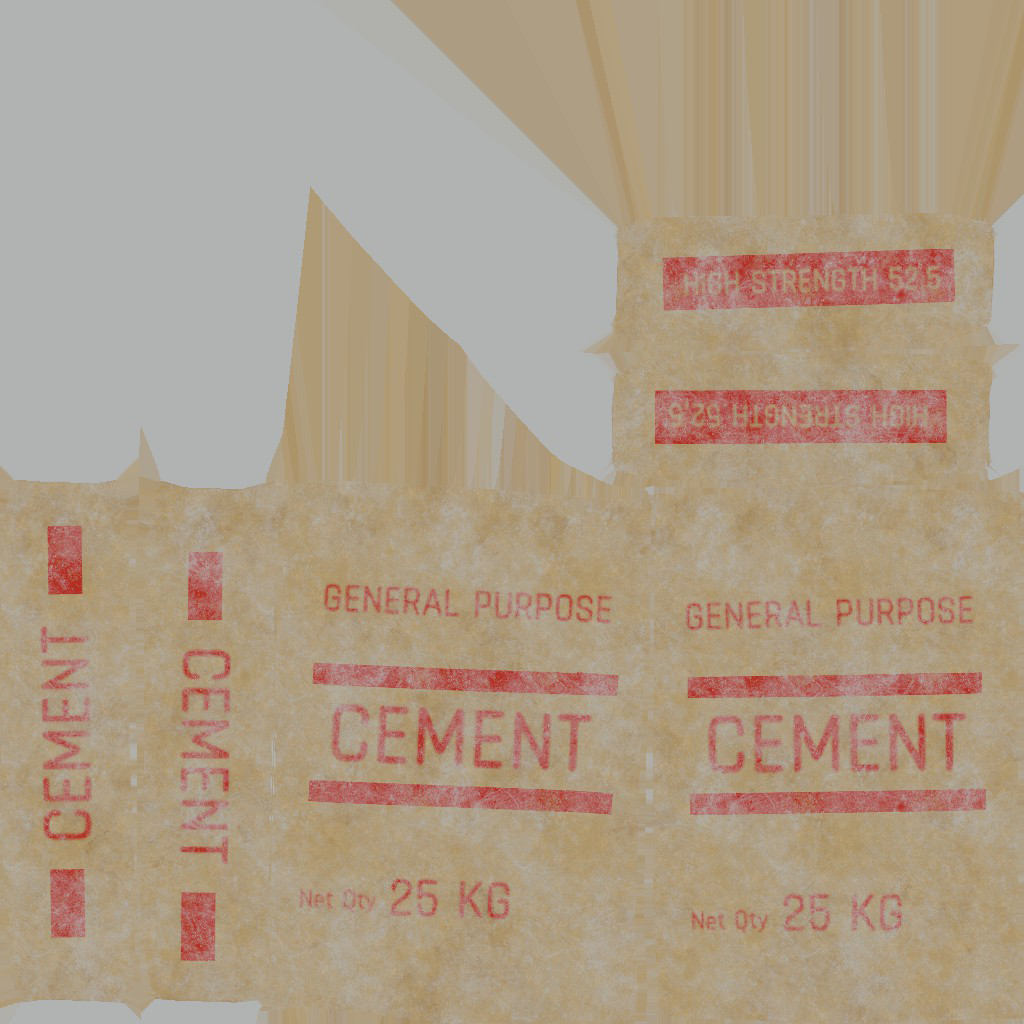 HIGH STRENGTH 52,5
HIGH STRENGTH 52,5
GENERAL PURPOSE
CEMENT
Net Qty 25 KG
GENERAL PURPOSE
CEMENT
Net Qty 25 KG
CEMENT
CEMENT